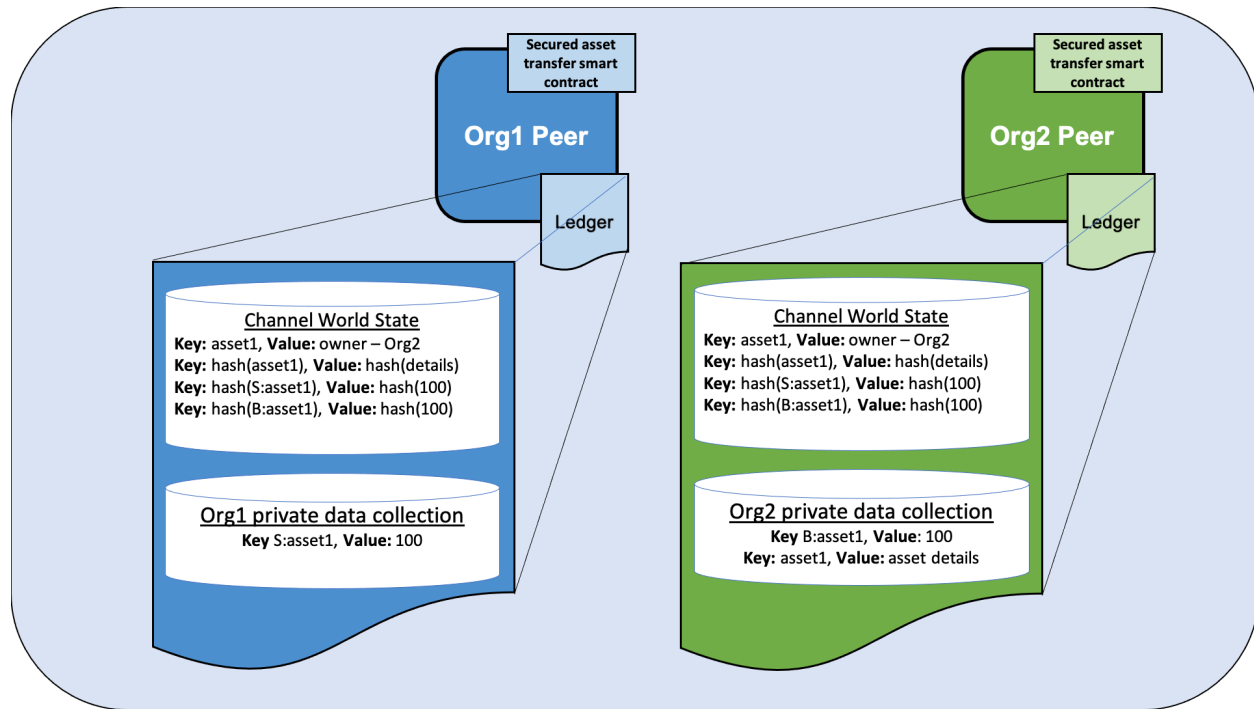 Secured asset
transfer smart
contract
Org1 Peer
Ledger
Channel World State
Key: asset1, Value: owner – Org2
Key: hash(asset1), Value: hash(details)
Key: hash(S:asset1), Value: hash(100)
Key: hash(B:asset1), Value: hash(100)
Org1 private data collection
Key S:asset1, Value: 100
Secured asset
transfer smart
contract
Org2 Peer
Ledger
Channel World State
Key: asset1, Value: owner – Org2
Key: hash(asset1), Value: hash(details)
Key: hash(S:asset1), Value: hash(100)
Key: hash(B:asset1), Value: hash(100)
Org2 private data collection
Key B:asset1, Value: 100
Key: asset1, Value: asset details